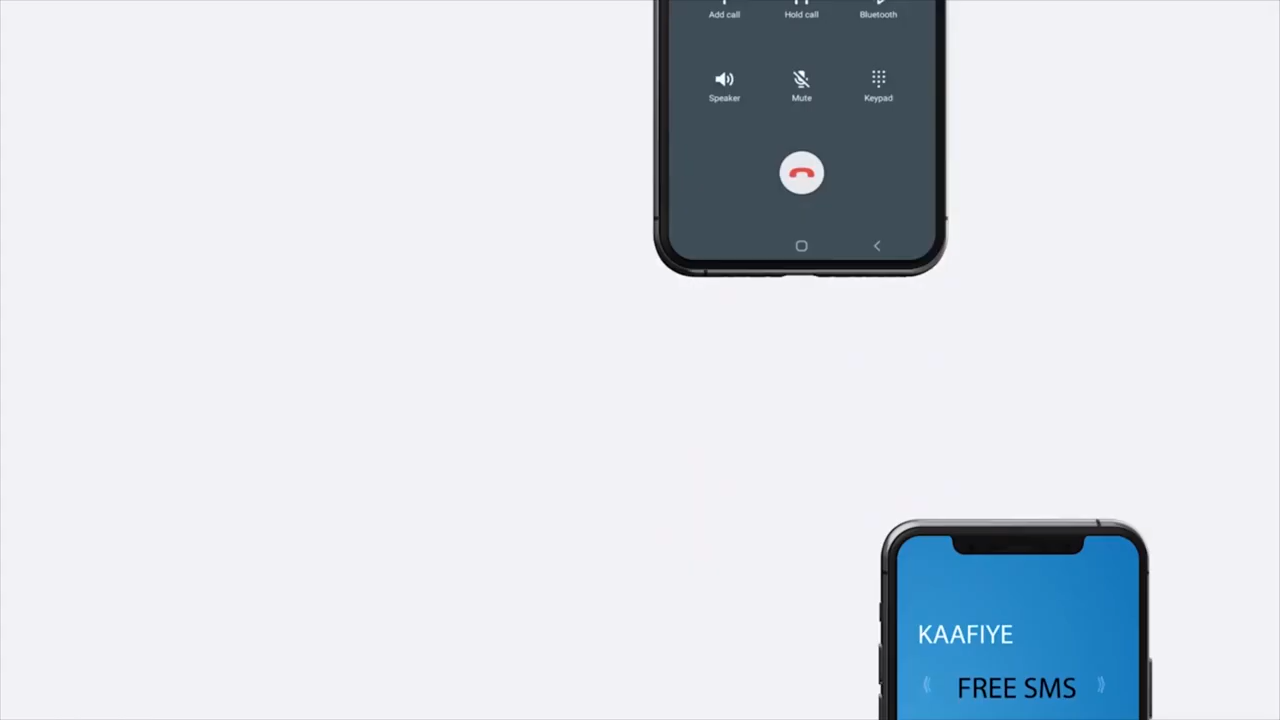 Add call Hold call Bluetooth
Speaker Mute Keypad
KAAFIYE
FREE SMS